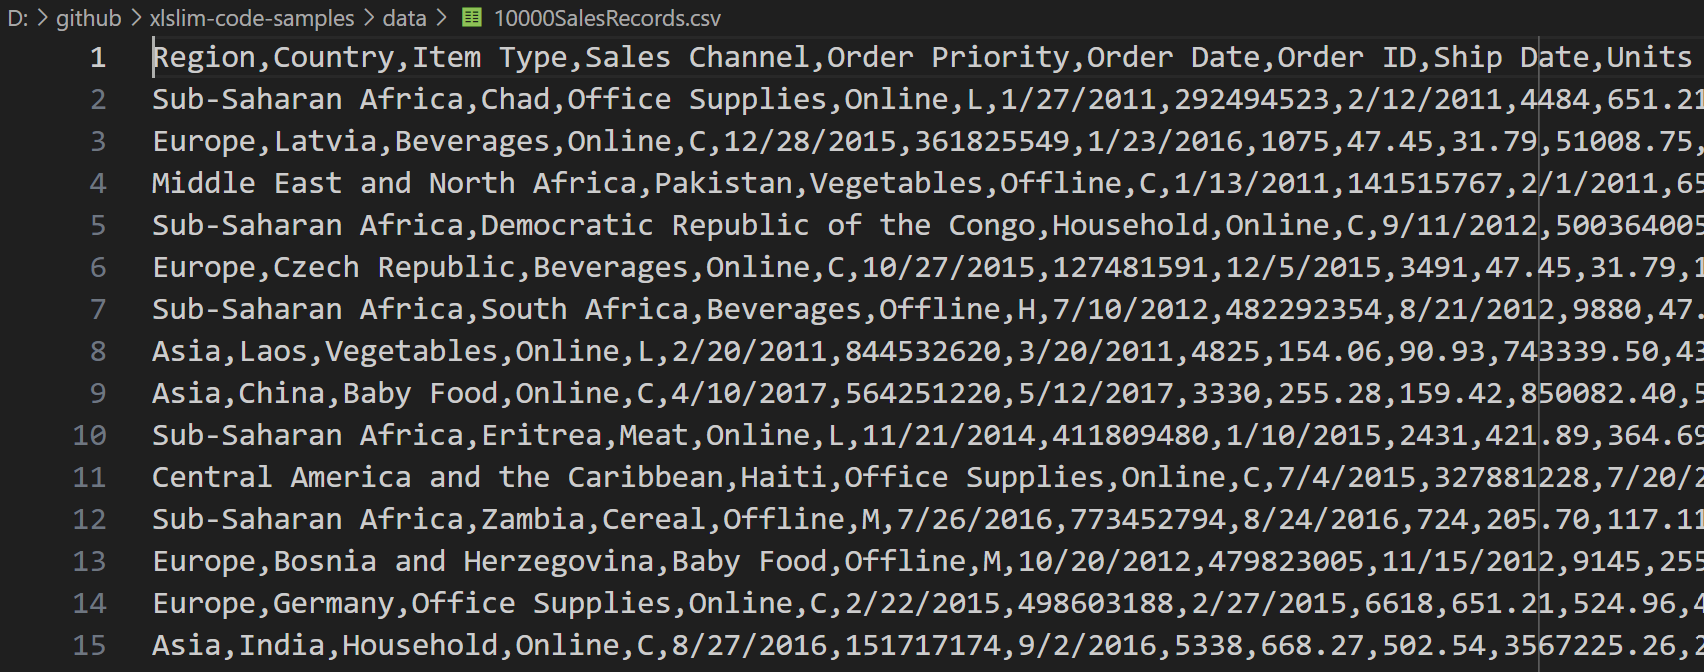 D: > github > xlslim-code-samples > data > 10000SalesRecords.csv
1 Region,Country,Item Type,Sales Channel,Order Priority,Order Date,Order ID,Ship Date,Units
2 Sub-Saharan Africa,Chad,Office Supplies,Online,L,1/27/2011,292494523,2/12/2011,4484,651.21
3 Europe,Latvia,Beverages,Online,C,12/28/2015,361825549,1/23/2016,1075,47.45,31.79,51008.75,
4 Middle East and North Africa,Pakistan,Vegetables,Offline,C,1/13/2011,141515767,2/1/2011,65
5 Sub-Saharan Africa,Democratic Republic of the Congo,Household,Online,C,9/11/2012,500364005
6 Europe,Czech Republic,Beverages,Online,C,10/27/2015,127481591,12/5/2015,3491,47.45,31.79,1
7 Sub-Saharan Africa,South Africa,Beverages,Offline,H,7/10/2012,482292354,8/21/2012,9880,47.
8 Asia,Laos,Vegetables,Online,L,2/20/2011,844532620,3/20/2011,4825,154.06,90.93,743339.50,43
9 Asia,China,Baby Food,Online,C,4/10/2017,564251220,5/12/2017,3330,255.28,159.42,850082.40,5
10 Sub-Saharan Africa,Eritrea,Meat,Online,L,11/21/2014,411809480,1/10/2015,2431,421.89,364.69
11 Central America and the Caribbean,Haiti,Office Supplies,Online,C,7/4/2015,327881228,7/20/2
12 Sub-Saharan Africa,Zambia,Cereal,Offline,M,7/26/2016,773452794,8/24/2016,724,205.70,117.11
13 Europe,Bosnia and Herzegovina,Baby Food,Offline,M,10/20/2012,479823005,11/15/2012,9145,255
14 Europe,Germany,Office Supplies,Online,C,2/22/2015,498603188,2/27/2015,6618,651.21,524.96,4
15 Asia,India,Household,Online,C,8/27/2016,151717174,9/2/2016,5338,668.27,502.54,3567225.26,2